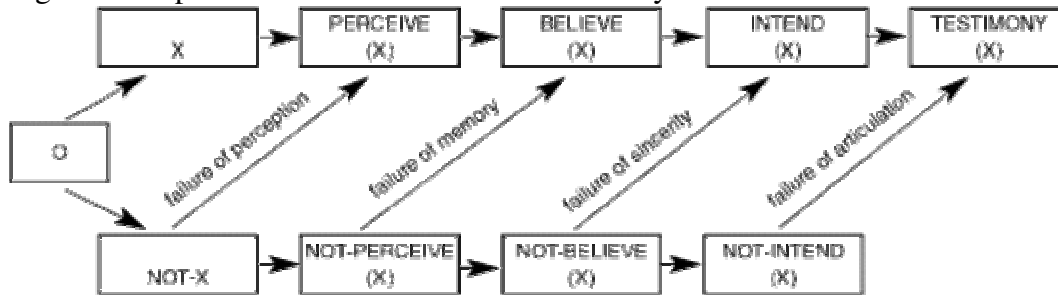 X
PERCEIVE
(X)
BELIEVE
(X)
INTEND
(X)
TESTIMONY
(X)
O
failure of perception
failure of memory
failure of sincerity
failure of articulation
NOT-X
NOT-PERCEIVE
(X)
NOT-BELIEVE
(X)
NOT-INTEND
(X)